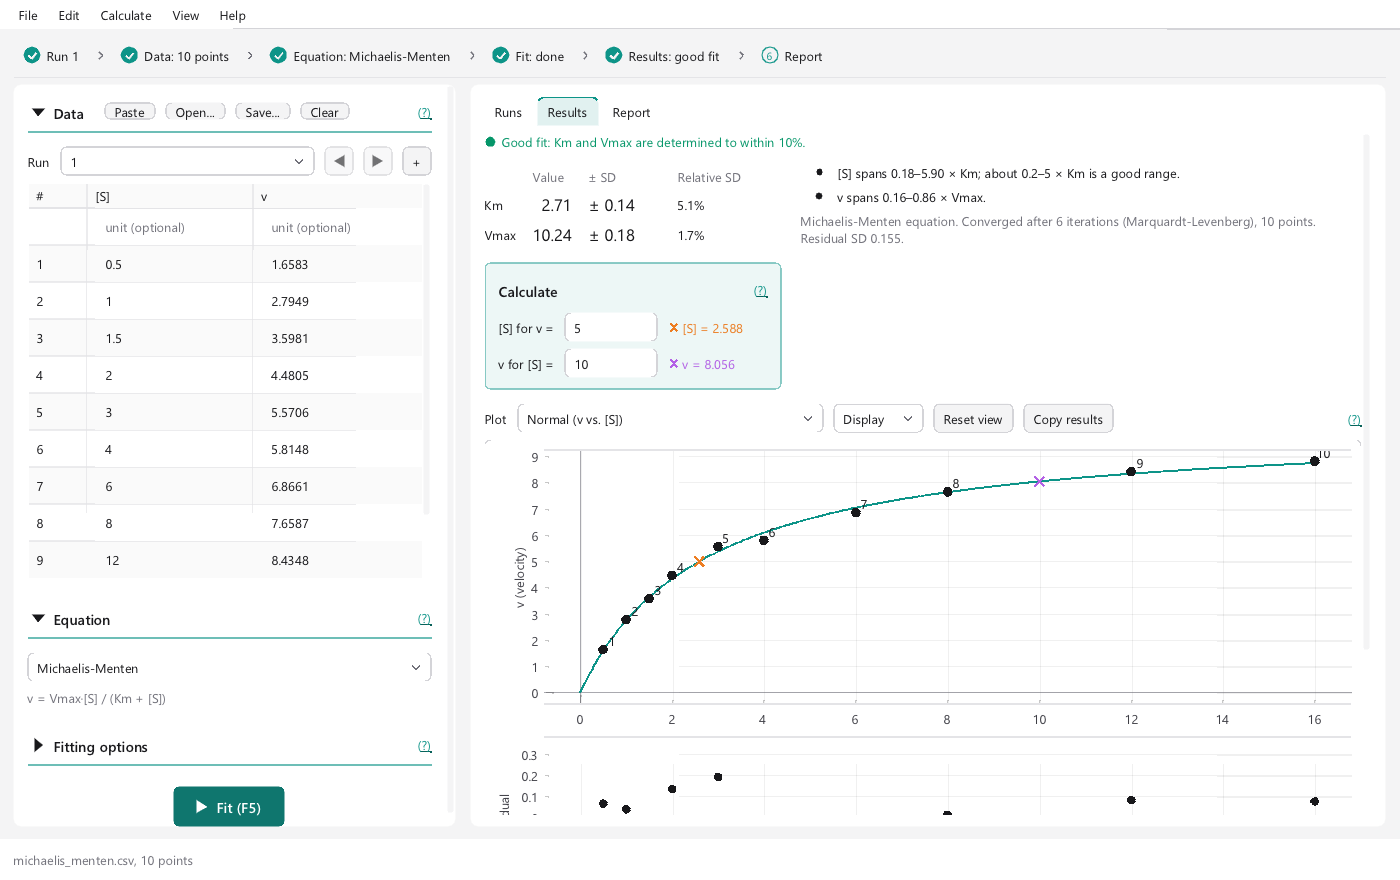 File Edit Calculate View Help
Run 1 › Data: 10 points › Equation: Michaelis-Menten › Fit: done › Results: good fit › 6 Report
Data Paste Open... Save... Clear (?)
Run 1 +
# [S] v
unit (optional) unit (optional)
1 0.5 1.6583
2 1 2.7949
3 1.5 3.5981
4 2 4.4805
5 3 5.5706
6 4 5.8148
7 6 6.8661
8 8 7.6587
9 12 8.4348
Equation (?)
Michaelis-Menten
v = Vmax·[S] / (Km + [S])
Fitting options (?)
Fit (F5)
Runs Results Report
Good fit: Km and Vmax are determined to within 10%.
Value ± SD Relative SD
Km 2.71 ± 0.14 5.1%
Vmax 10.24 ± 0.18 1.7%
• [S] spans 0.18–5.90 × Km; about 0.2–5 × Km is a good range.
• v spans 0.16–0.86 × Vmax.
Michaelis-Menten equation. Converged after 6 iterations (Marquardt-Levenberg), 10 points.
Residual SD 0.155.
Calculate (?)
[S] for v = 5 × [S] = 2.588
v for [S] = 10 × v = 8.056
Plot Normal (v vs. [S]) Display Reset view Copy results (?)
v (velocity)
9
8
7
6
5
4
3
2
1
0
1 2 3 4 5 6 7 8 9 10
0 2 4 6 8 10 12 14 16
0.3
0.2
0.1
michaelis_menten.csv, 10 points